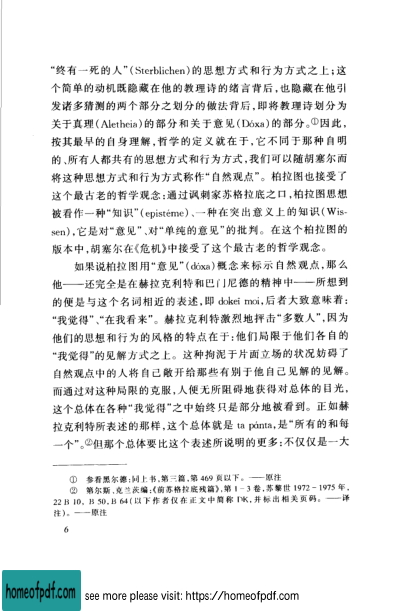 “终有一死的人”(Sterblichen)的思想方式和行为方式之上；这
个简单的动机既隐藏在他的教理诗的绪言背后，也隐藏在他引
发诸多猜测的两个部分之划分的做法背后，即将教理诗划分为
关于真理(Aletheia)的部分和关于意见(Dóxa)的部分。①因此，
按其最早的自身理解，哲学的定义就在于，它不同于那种自明
的、所有人都共有的思想方式和行为方式，我们可以随胡塞尔而
将这种思想方式和行为方式称作“自然观点”。柏拉图也接受了
这个最古老的哲学观念：通过讽刺家苏格拉底之口，柏拉图思想
被看作一种“知识”(epistéme)、一种在突出意义上的知识(Wis-
sen)，它是对“意见”、对“单纯的意见”的批判。在这个柏拉图的
版本中，胡塞尔在《危机》中接受了这个最古老的哲学观念。
如果说柏拉图用“意见”(dóxa)概念来标示自然观点，那么
他——还完全是在赫拉克利特和巴门尼德的精神中——所想到
的便是与这个名词相近的表述，即 dokei moi，后者大致意味着：
“我觉得”、“在我看来”。赫拉克利特激烈地抨击“多数人”，因为
他们的思想和行为的风格的特点在于：他们局限于他们各自的
“我觉得”的见解方式之上。这种拘泥于片面立场的状况妨碍了
自然观点中的人将自己敞开给那些有别于他自己见解的见解。
而通过对这种局限的克服，人便无所阻碍地获得对总体的目光，
这个总体在各种“我觉得”之中始终只是部分地被看到。正如赫
拉克利特所表述的那样，这个总体就是 ta pánta，是“所有的和每
一个”。②但那个总体要比这个表述所说明的更多：不仅仅是一大
① 参看黑尔德：同上书，第三篇，第 469 页以下。——原注
② 第尔斯、克兰茨编：《前苏格拉底残篇》，第 1－3 卷，苏黎世 1972－1975 年，
22 B 10, B 50, B 64(以下作者仅在正文中简称 DK，并标出相关页码。——译
注)。——原注
6
homeofpdf.com
see more please visit: https://homeofpdf.com